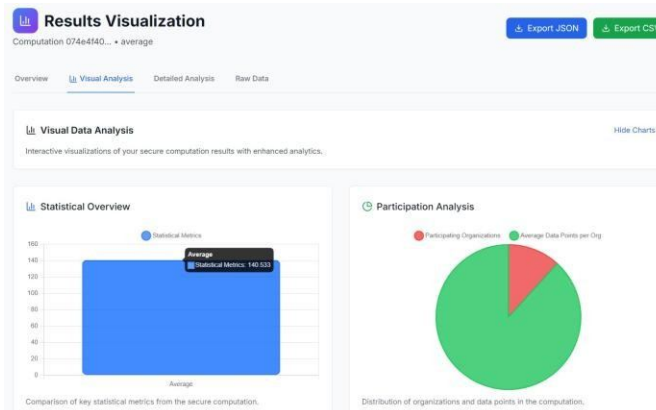 Results Visualization
Computation 074e4f40... • average
Export JSON
Export CSV
Overview
Visual Analysis
Detailed Analysis
Raw Data
Visual Data Analysis
Hide Charts
Interactive visualizations of your secure computation results with enhanced analytics.
Statistical Overview
Statistical Metrics
160
140
120
100
80
60
40
20
0
Average
Statistical Metrics: 140.533
Average
Comparison of key statistical metrics from the secure computation.
Participation Analysis
Participating Organizations
Average Data Points per Org
Distribution of organizations and data points in the computation.